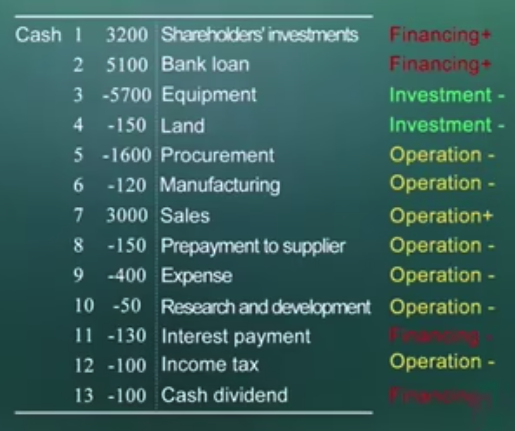 Cash 1 3200 Shareholders' investments Financing+
2 5100 Bank loan Financing+
3 -5700 Equipment Investment -
4 -150 Land Investment -
5 -1600 Procurement Operation -
6 -120 Manufacturing Operation -
7 3000 Sales Operation+
8 -150 Prepayment to supplier Operation -
9 -400 Expense Operation -
10 -50 Research and development Operation -
11 -130 Interest payment Financing -
12 -100 Income tax Operation -
13 -100 Cash dividend Financing -